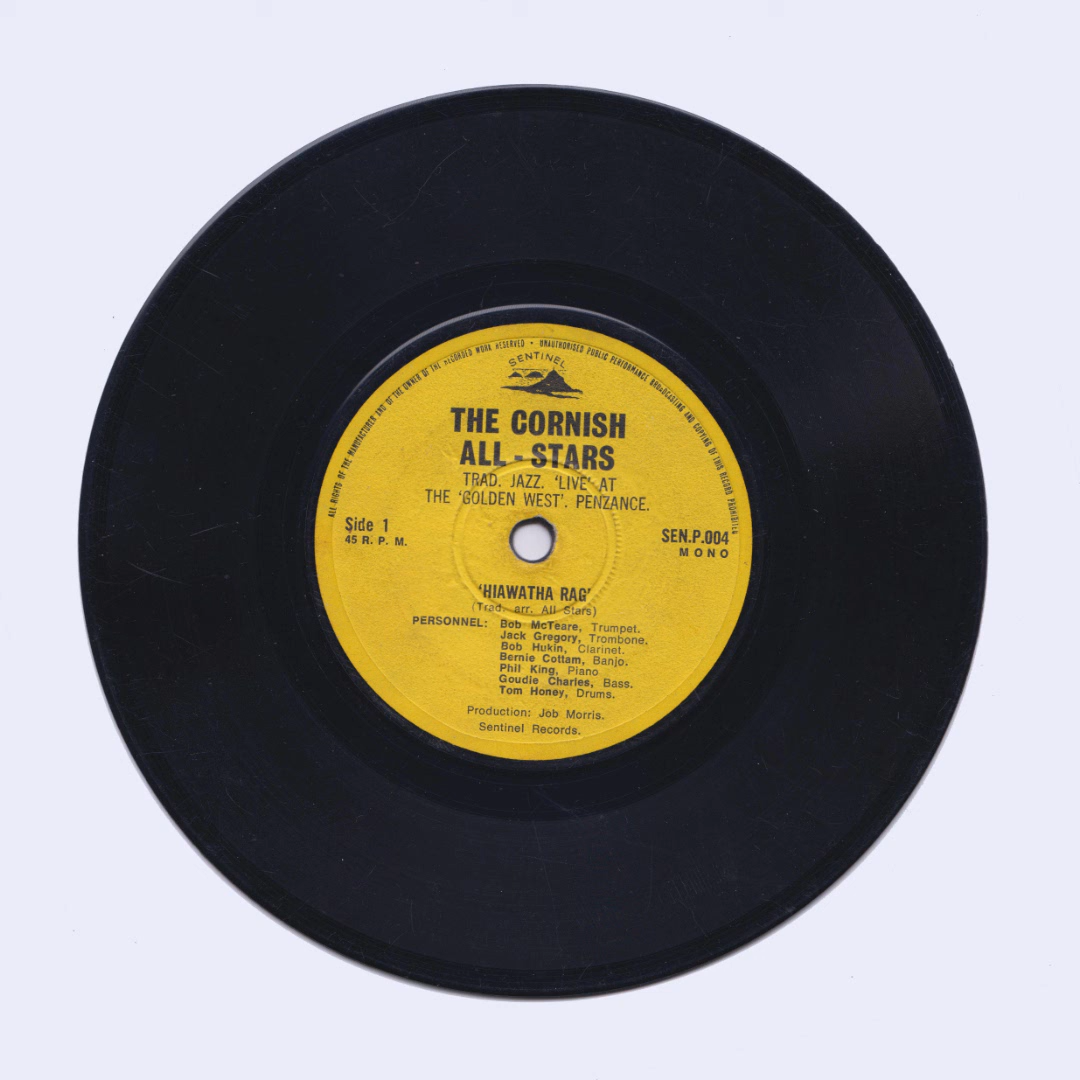 ALL RIGHTS OF THE MANUFACTURER AND OF THE OWNER OF THE RECORDED WORK RESERVED • UNAUTHORISED PUBLIC PERFORMANCE BROADCASTING AND COPYING OF THIS RECORD PROHIBITED
SENTINEL
THE CORNISH
ALL - STARS
TRAD. JAZZ. 'LIVE' AT
THE 'GOLDEN WEST'. PENZANCE.
Side 1
45 R. P. M.
SEN.P.004
MONO
'HIAWATHA RAG'
(Trad. arr. All Stars)
PERSONNEL: Bob McTeare, Trumpet.
Jack Gregory, Trombone.
Bob Hukin, Clarinet.
Bernie Cottam, Banjo.
Phil King, Piano
Goudie Charles, Bass.
Tom Honey, Drums.
Production: Job Morris.
Sentinel Records.